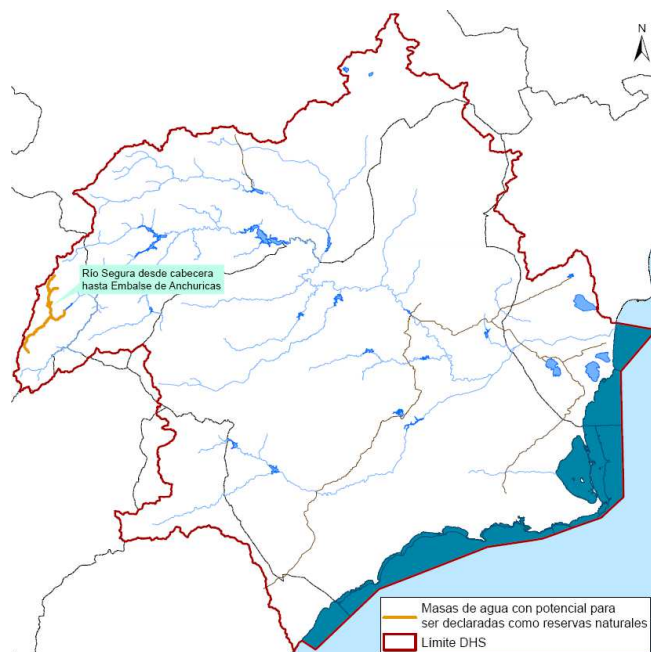 N
Río Segura desde cabecera
hasta Embalse de Anchuricas
Masas de agua con potencial para
ser declaradas como reservas naturales
Límite DHS